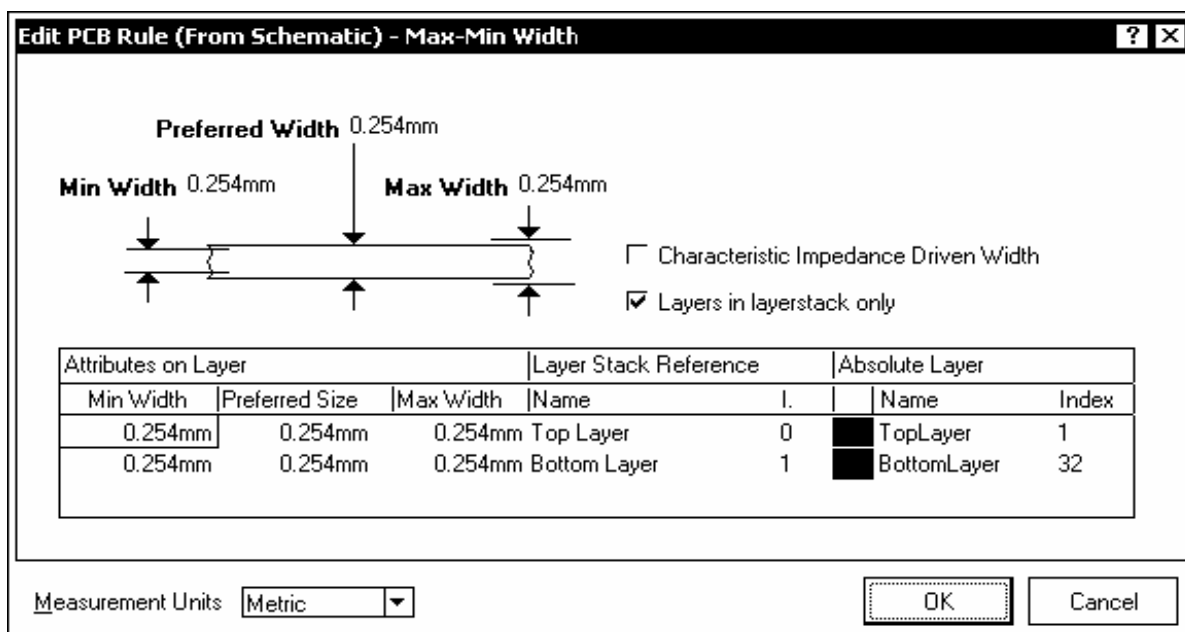 Edit PCB Rule (From Schematic) - Max-Min Width ? X
Preferred Width 0.254mm
Min Width 0.254mm Max Width 0.254mm
Characteristic Impedance Driven Width
Layers in layerstack only
Attributes on Layer Layer Stack Reference Absolute Layer
Min Width Preferred Size Max Width Name I. Name Index
0.254mm 0.254mm 0.254mm Top Layer 0 TopLayer 1
0.254mm 0.254mm 0.254mm Bottom Layer 1 BottomLayer 32
Measurement Units Metric OK Cancel